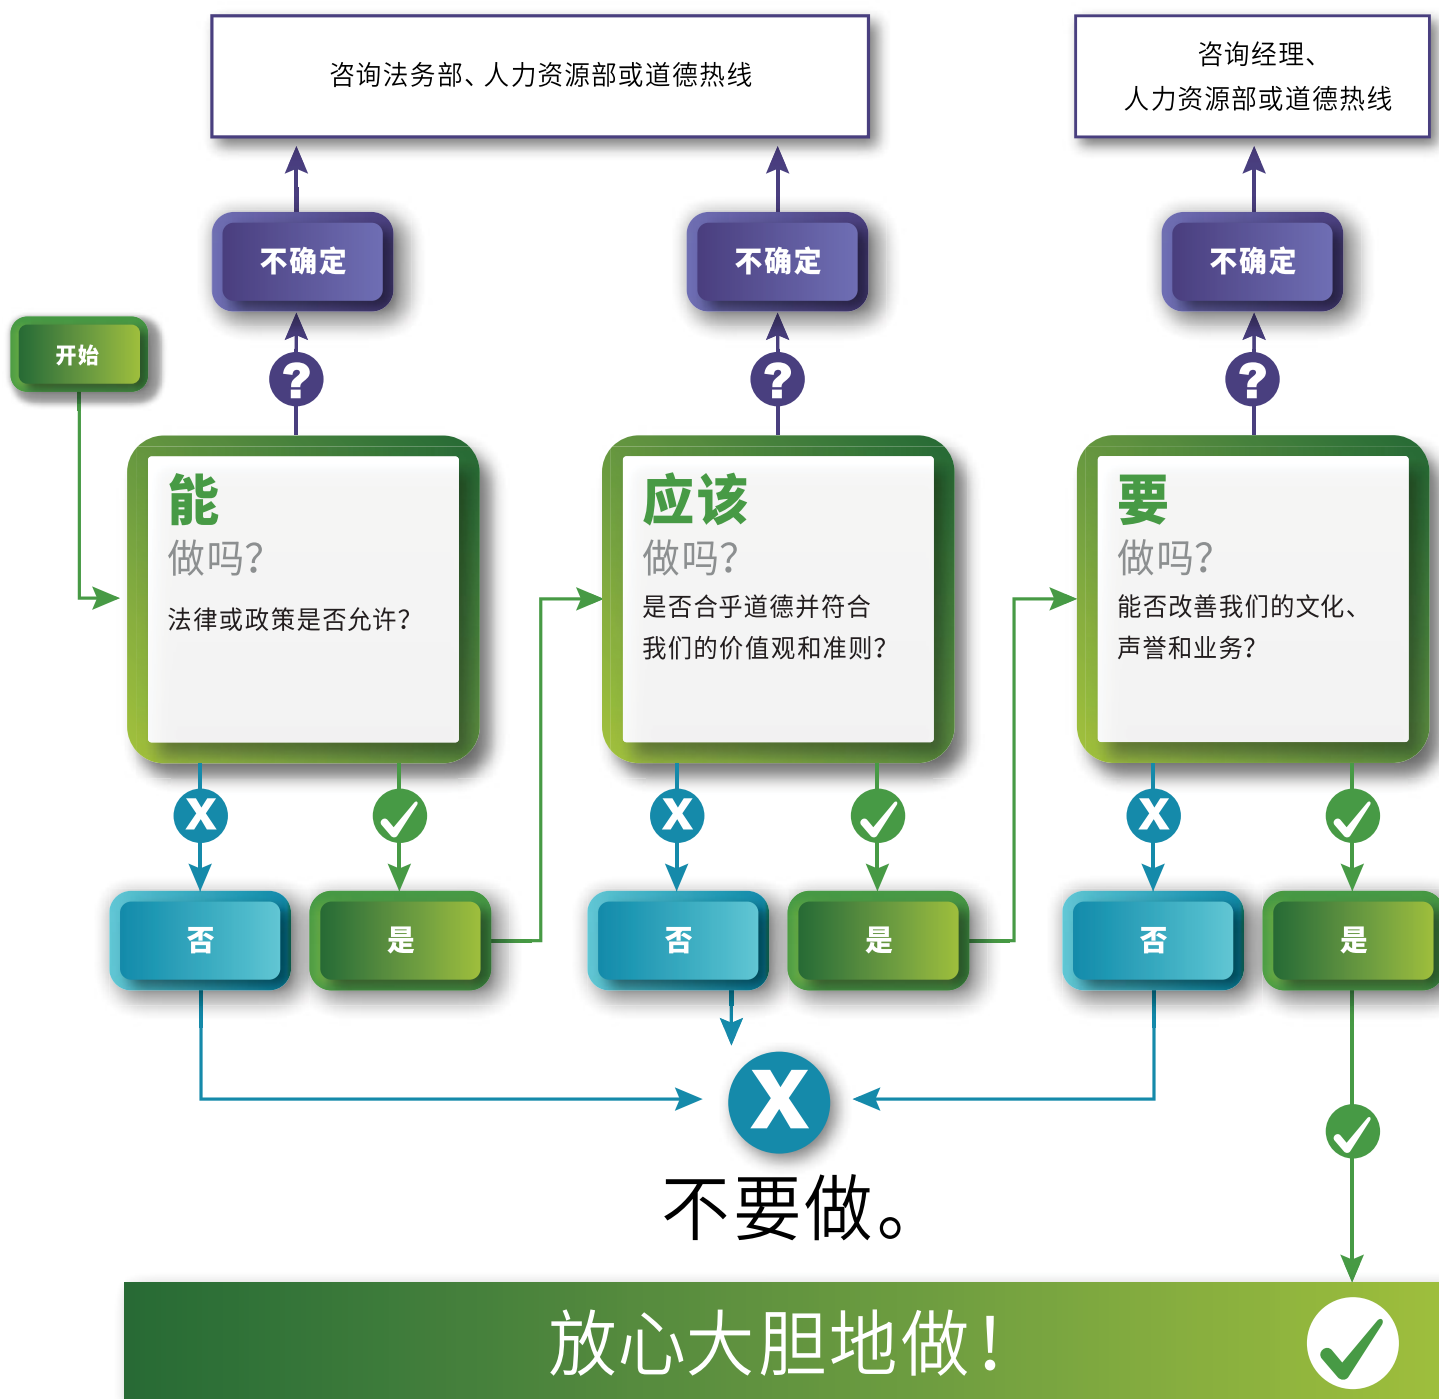 咨询法务部、人力资源部或道德热线
咨询经理、
人力资源部或道德热线
不确定
不确定
不确定
开始
?
?
?
能
做吗？
法律或政策是否允许？
应该
做吗？
是否合乎道德并符合
我们的价值观和准则？
要
做吗？
能否改善我们的文化、
声誉和业务？
X
X
X
否
是
否
是
否
是
X
不要做。
放心大胆地做！